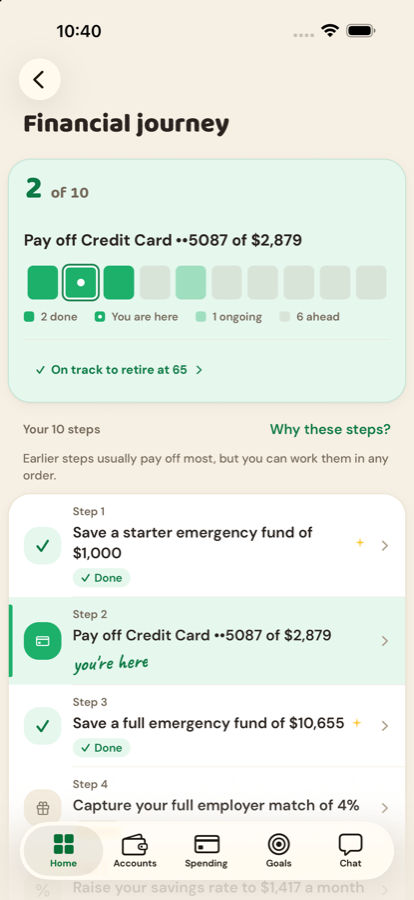 10:40
Financial journey
2 of 10
Pay off Credit Card ••5087 of $2,879
2 done You are here 1 ongoing 6 ahead
✓ On track to retire at 65 >
Your 10 steps Why these steps?
Earlier steps usually pay off most, but you can work them in any
order.
Step 1
Save a starter emergency fund of
$1,000
✓ Done
Step 2
Pay off Credit Card ••5087 of $2,879
you're here
Step 3
Save a full emergency fund of $10,655
✓ Done
Step 4
Capture your full employer match of 4%
Home Accounts Spending Goals Chat
% Raise your savings rate to $1,417 a month